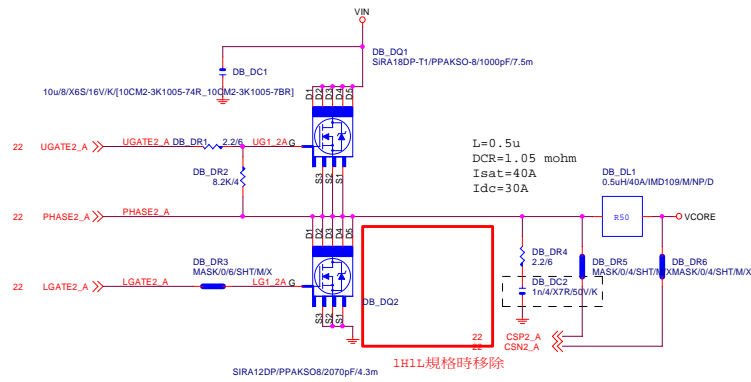 VIN
DB_DQ1
SiRA18DP-T1/PPAKSO-8/1000pF/7.5m
DB_DC1
10u/8/X6S/16V/K/[10CM2-3K1005-74R_10CM2-3K1005-7BR]
D1
D2
D3
D4
D5
22
UGATE2_A
UGATE2_A
DB_DR1
2.2/6
UG1_2A
G
S3
S2
S1
DB_DR2
8.2K/4
L=0.5u
DCR=1.05 mohm
Isat=40A
Idc=30A
DB_DL1
0.5uH/40A/IMD109/M/NP/D
22
PHASE2_A
PHASE2_A
R50
VCORE
D1
D2
D3
D4
D5
22
LGATE2_A
LGATE2_A
DB_DR3
MASK/0/6/SHT/M/X
LG1_2A
G
S3
S2
S1
DB_DQ2
DB_DR4
2.2/6
DB_DR5
MASK/0/4/SHT/M/X
DB_DR6
MASK/0/4/SHT/M/X
DB_DC2
1n/4/X7R/50V/K
22
CSP2_A
22
CSN2_A
1H1L規格時移除
SIRA12DP/PPAKSO8/2070pF/4.3m